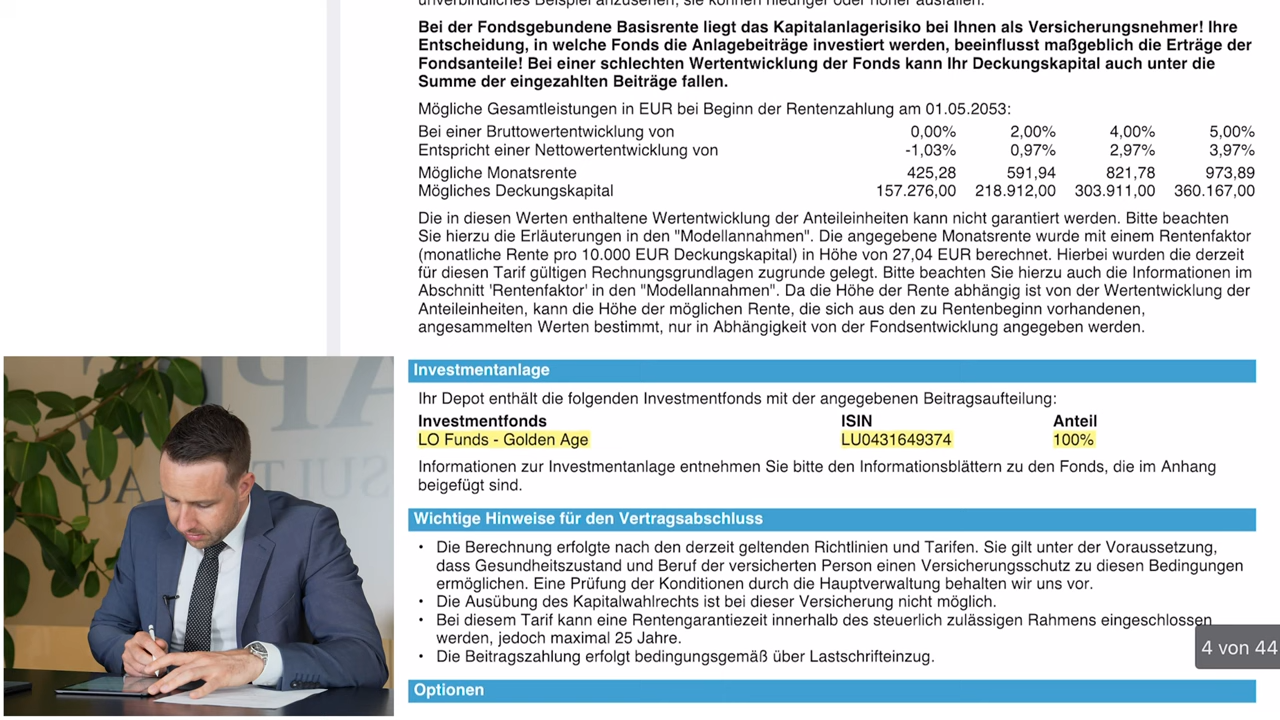 unverbindliches Beispiel anzusehen, sie können niedriger oder höher ausfallen.
Bei der Fondsgebundene Basisrente liegt das Kapitalanlagerisiko bei Ihnen als Versicherungsnehmer! Ihre
Entscheidung, in welche Fonds die Anlagebeiträge investiert werden, beeinflusst maßgeblich die Erträge der
Fondsanteile! Bei einer schlechten Wertentwicklung der Fonds kann Ihr Deckungskapital auch unter die
Summe der eingezahlten Beiträge fallen.
Mögliche Gesamtleistungen in EUR bei Beginn der Rentenzahlung am 01.05.2053:
Bei einer Bruttowertentwicklung von 0,00% 2,00% 4,00% 5,00%
Entspricht einer Nettowertentwicklung von -1,03% 0,97% 2,97% 3,97%
Mögliche Monatsrente 425,28 591,94 821,78 973,89
Mögliches Deckungskapital 157.276,00 218.912,00 303.911,00 360.167,00
Die in diesen Werten enthaltene Wertentwicklung der Anteileinheiten kann nicht garantiert werden. Bitte beachten
Sie hierzu die Erläuterungen in den "Modellannahmen". Die angegebene Monatsrente wurde mit einem Rentenfaktor
(monatliche Rente pro 10.000 EUR Deckungskapital) in Höhe von 27,04 EUR berechnet. Hierbei wurden die derzeit
für diesen Tarif gültigen Rechnungsgrundlagen zugrunde gelegt. Bitte beachten Sie hierzu auch die Informationen im
Abschnitt 'Rentenfaktor' in den "Modellannahmen". Da die Höhe der Rente abhängig ist von der Wertentwicklung der
Anteileinheiten, kann die Höhe der möglichen Rente, die sich aus den zu Rentenbeginn vorhandenen,
angesammelten Werten bestimmt, nur in Abhängigkeit von der Fondsentwicklung angegeben werden.
Investmentanlage
Ihr Depot enthält die folgenden Investmentfonds mit der angegebenen Beitragsaufteilung:
Investmentfonds ISIN Anteil
LO Funds - Golden Age LU0431649374 100%
Informationen zur Investmentanlage entnehmen Sie bitte den Informationsblättern zu den Fonds, die im Anhang
beigefügt sind.
Wichtige Hinweise für den Vertragsabschluss
• Die Berechnung erfolgte nach den derzeit geltenden Richtlinien und Tarifen. Sie gilt unter der Voraussetzung,
dass Gesundheitszustand und Beruf der versicherten Person einen Versicherungsschutz zu diesen Bedingungen
ermöglichen. Eine Prüfung der Konditionen durch die Hauptverwaltung behalten wir uns vor.
• Die Ausübung des Kapitalwahlrechts ist bei dieser Versicherung nicht möglich.
• Bei diesem Tarif kann eine Rentengarantiezeit innerhalb des steuerlich zulässigen Rahmens eingeschlossen
werden, jedoch maximal 25 Jahre.
• Die Beitragszahlung erfolgt bedingungsgemäß über Lastschrifteinzug.
4 von 44
Optionen